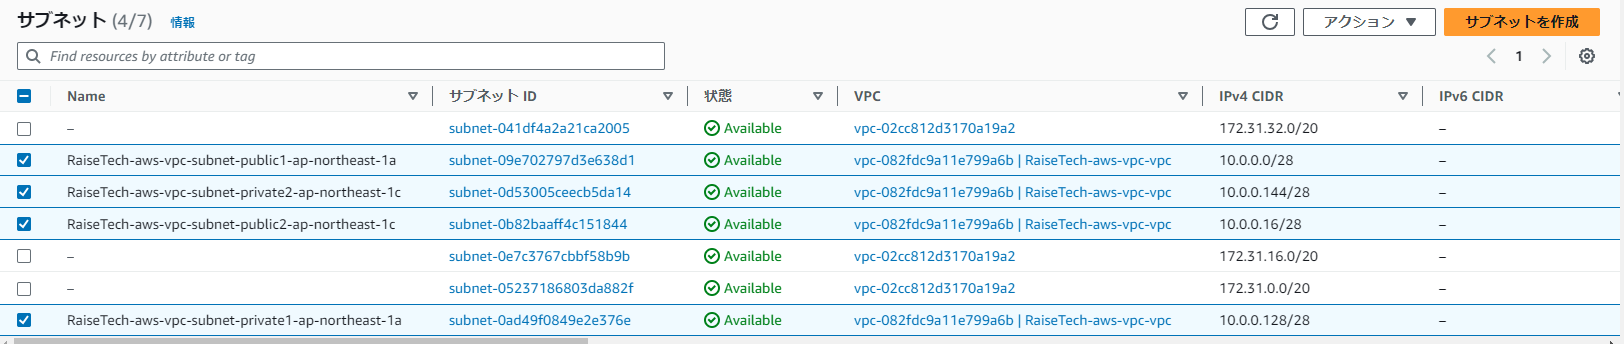 サブネット (4/7) 情報 アクション ▼ サブネットを作成
Find resources by attribute or tag 1
Name サブネット ID 状態 VPC IPv4 CIDR IPv6 CIDR
– subnet-041df4a2a21ca2005 Available vpc-02cc812d3170a19a2 172.31.32.0/20 –
RaiseTech-aws-vpc-subnet-public1-ap-northeast-1a subnet-09e702797d3e638d1 Available vpc-082fdc9a11e799a6b | RaiseTech-aws-vpc-vpc 10.0.0.0/28 –
RaiseTech-aws-vpc-subnet-private2-ap-northeast-1c subnet-0d53005ceecb5da14 Available vpc-082fdc9a11e799a6b | RaiseTech-aws-vpc-vpc 10.0.0.144/28 –
RaiseTech-aws-vpc-subnet-public2-ap-northeast-1c subnet-0b82baaff4c151844 Available vpc-082fdc9a11e799a6b | RaiseTech-aws-vpc-vpc 10.0.0.16/28 –
– subnet-0e7c3767cbbf58b9b Available vpc-02cc812d3170a19a2 172.31.16.0/20 –
– subnet-05237186803da882f Available vpc-02cc812d3170a19a2 172.31.0.0/20 –
RaiseTech-aws-vpc-subnet-private1-ap-northeast-1a subnet-0ad49f0849e2e376e Available vpc-082fdc9a11e799a6b | RaiseTech-aws-vpc-vpc 10.0.0.128/28 –